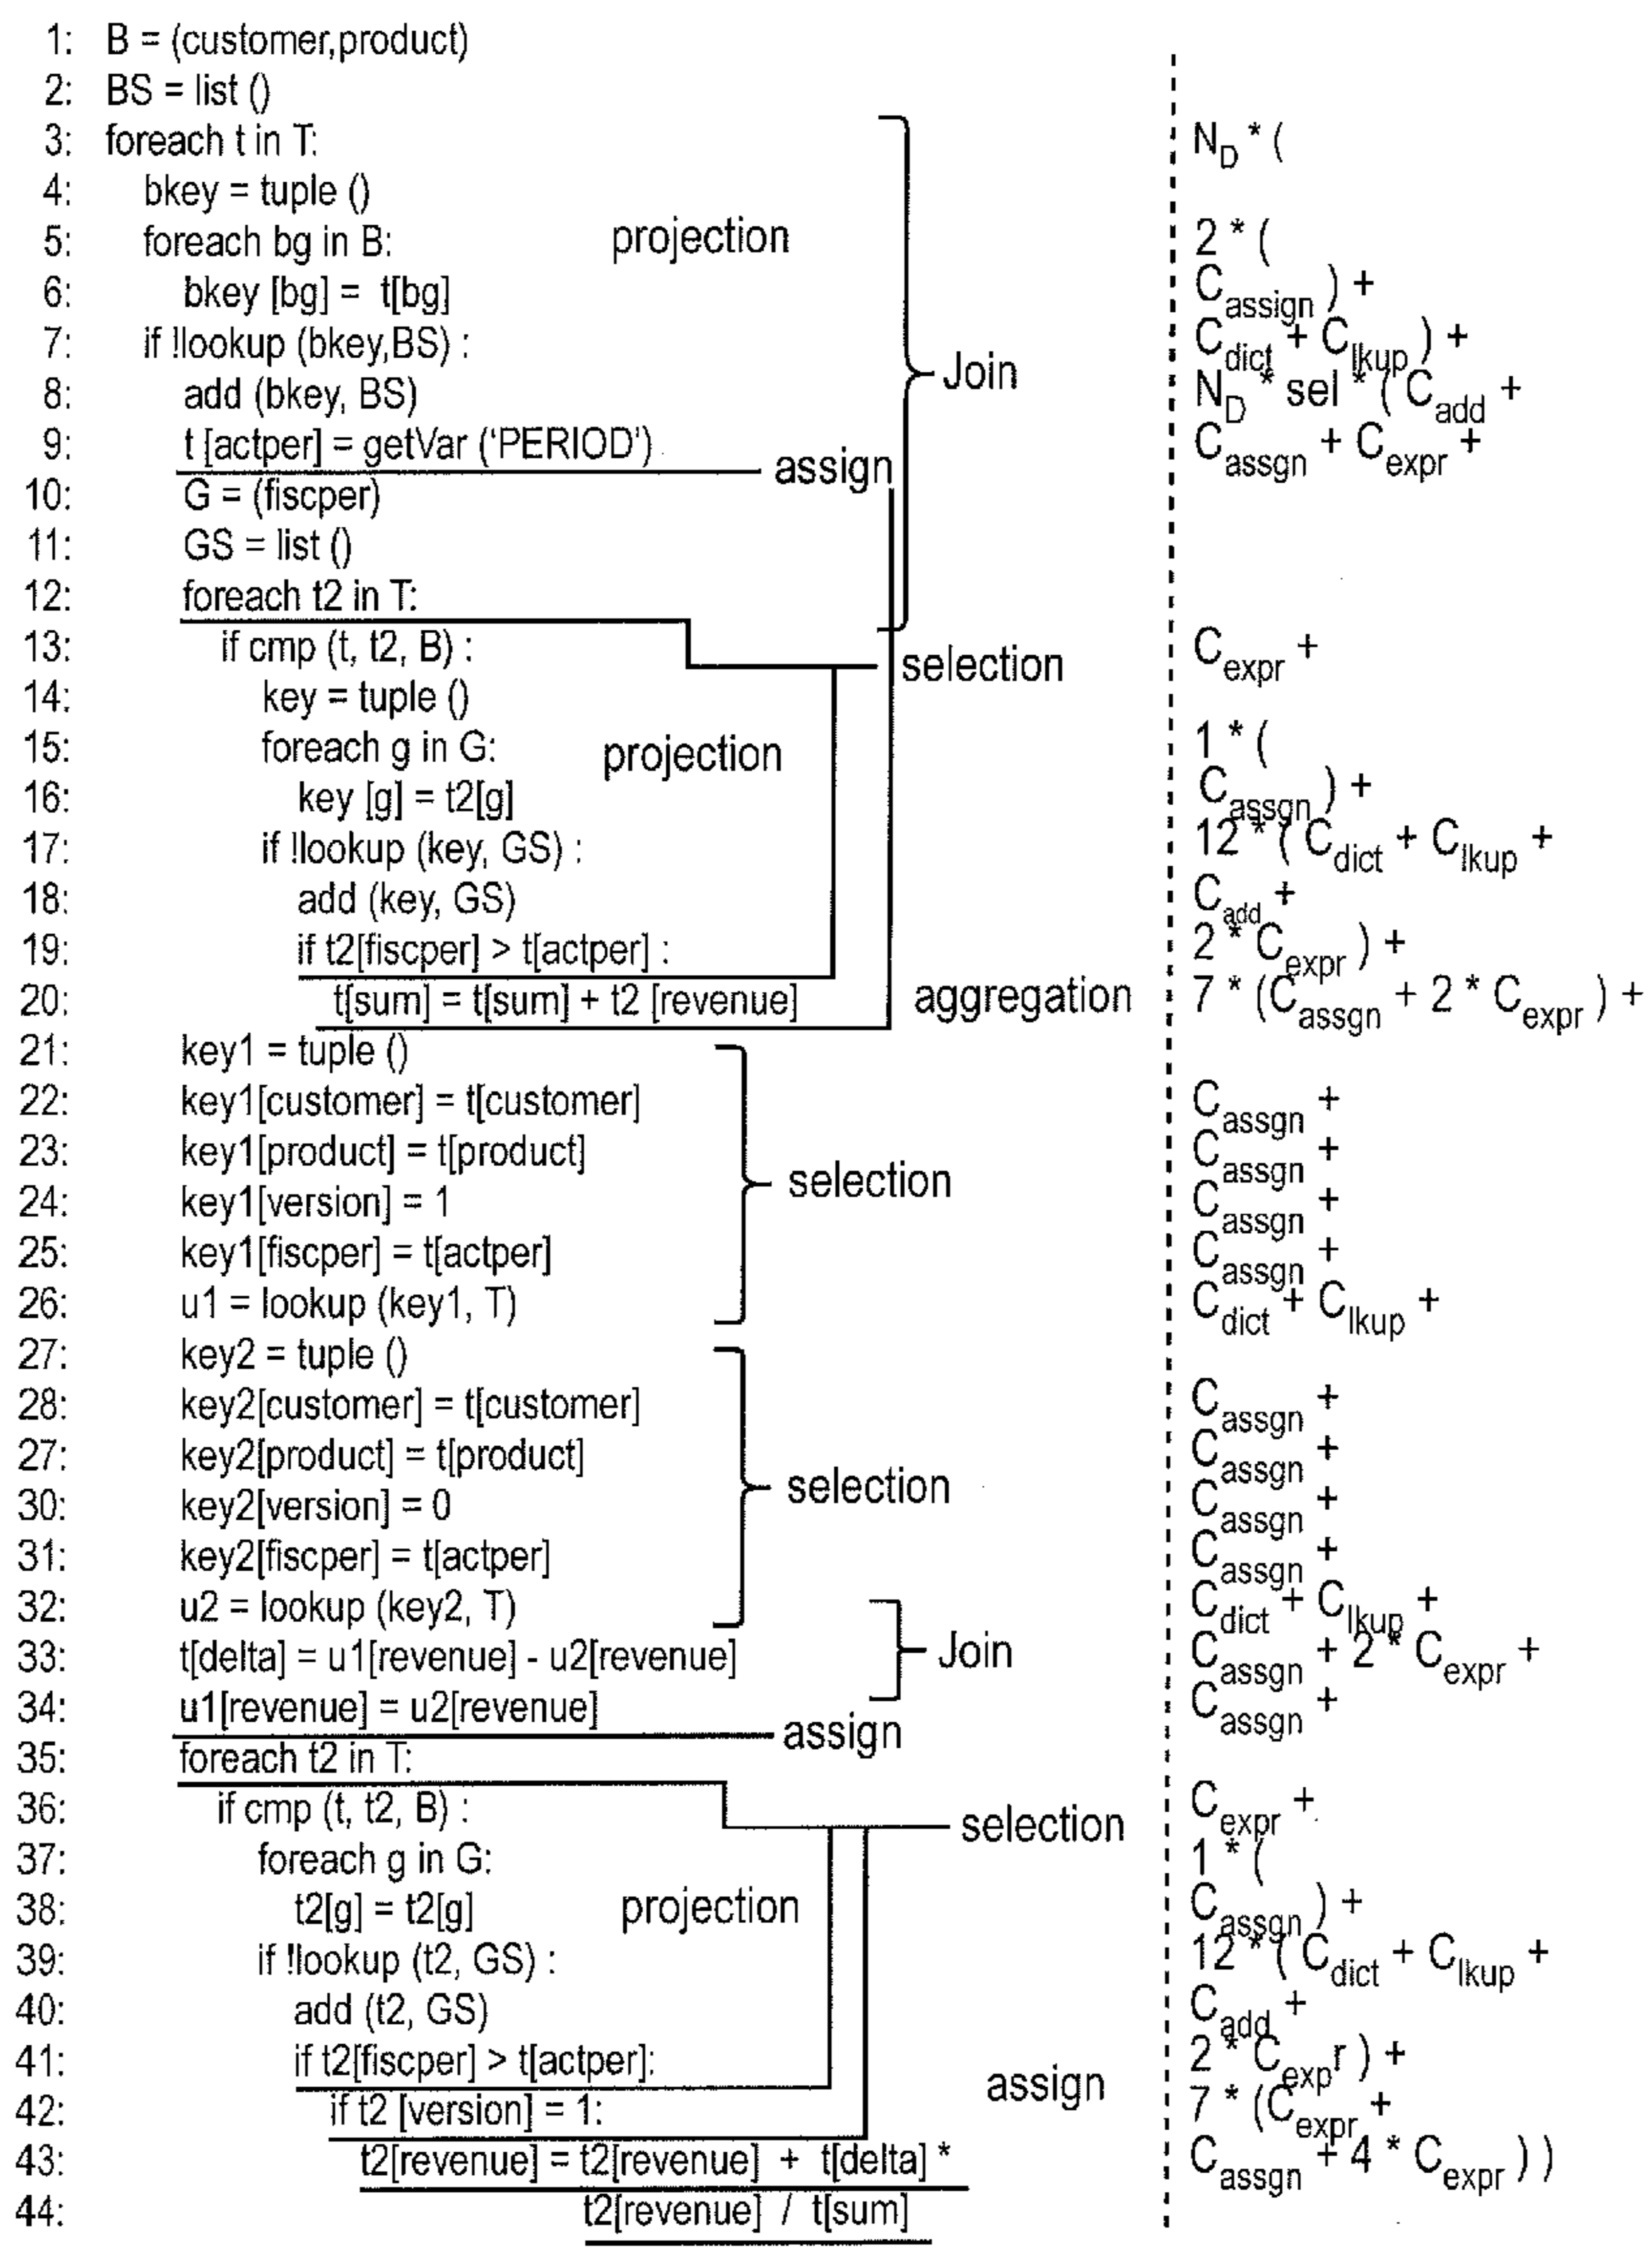 1: B = (customer,product)
2: BS = list ()
3: foreach t in T: N_D * (
4: bkey = tuple ()
5: foreach bg in B: projection 2 * (
6: bkey [bg] = t[bg] C_assign ) +
7: if !lookup (bkey,BS) : C_dict + C_lkup ) +
Join
8: add (bkey, BS) N_D * sel * ( C_add +
9: t [actper] = getVar ('PERIOD') assign C_assgn + C_expr +
10: G = (fiscper)
11: GS = list ()
12: foreach t2 in T:
13: if cmp (t, t2, B) : selection C_expr +
14: key = tuple ()
15: foreach g in G: projection 1 * (
16: key [g] = t2[g] C_assgn ) +
17: if !lookup (key, GS) : 12 * ( C_dict + C_lkup +
18: add (key, GS) C_add +
19: if t2[fiscper] > t[actper] : 2 * C_expr ) +
20: t[sum] = t[sum] + t2 [revenue] aggregation 7 * (C_assgn + 2 * C_expr ) +
21: key1 = tuple ()
22: key1[customer] = t[customer] C_assgn +
23: key1[product] = t[product] C_assgn +
selection
24: key1[version] = 1 C_assgn +
25: key1[fiscper] = t[actper] C_assgn +
26: u1 = lookup (key1, T) C_dict + C_lkup +
27: key2 = tuple ()
28: key2[customer] = t[customer] C_assgn +
27: key2[product] = t[product] C_assgn +
selection
30: key2[version] = 0 C_assgn +
31: key2[fiscper] = t[actper] C_assgn +
32: u2 = lookup (key2, T) C_dict + C_lkup +
33: t[delta] = u1[revenue] - u2[revenue] Join C_assgn + 2 * C_expr +
34: u1[revenue] = u2[revenue] C_assgn +
assign
35: foreach t2 in T:
36: if cmp (t, t2, B) : selection C_expr +
37: foreach g in G: 1 * (
38: t2[g] = t2[g] projection C_assgn ) +
39: if !lookup (t2, GS) : 12 * ( C_dict + C_lkup +
40: add (t2, GS) C_add +
41: if t2[fiscper] > t[actper]: 2 * C_expr ) +
42: if t2 [version] = 1: assign 7 * (C_expr +
43: t2[revenue] = t2[revenue] + t[delta] * C_assgn + 4 * C_expr ) )
44: t2[revenue] / t[sum]